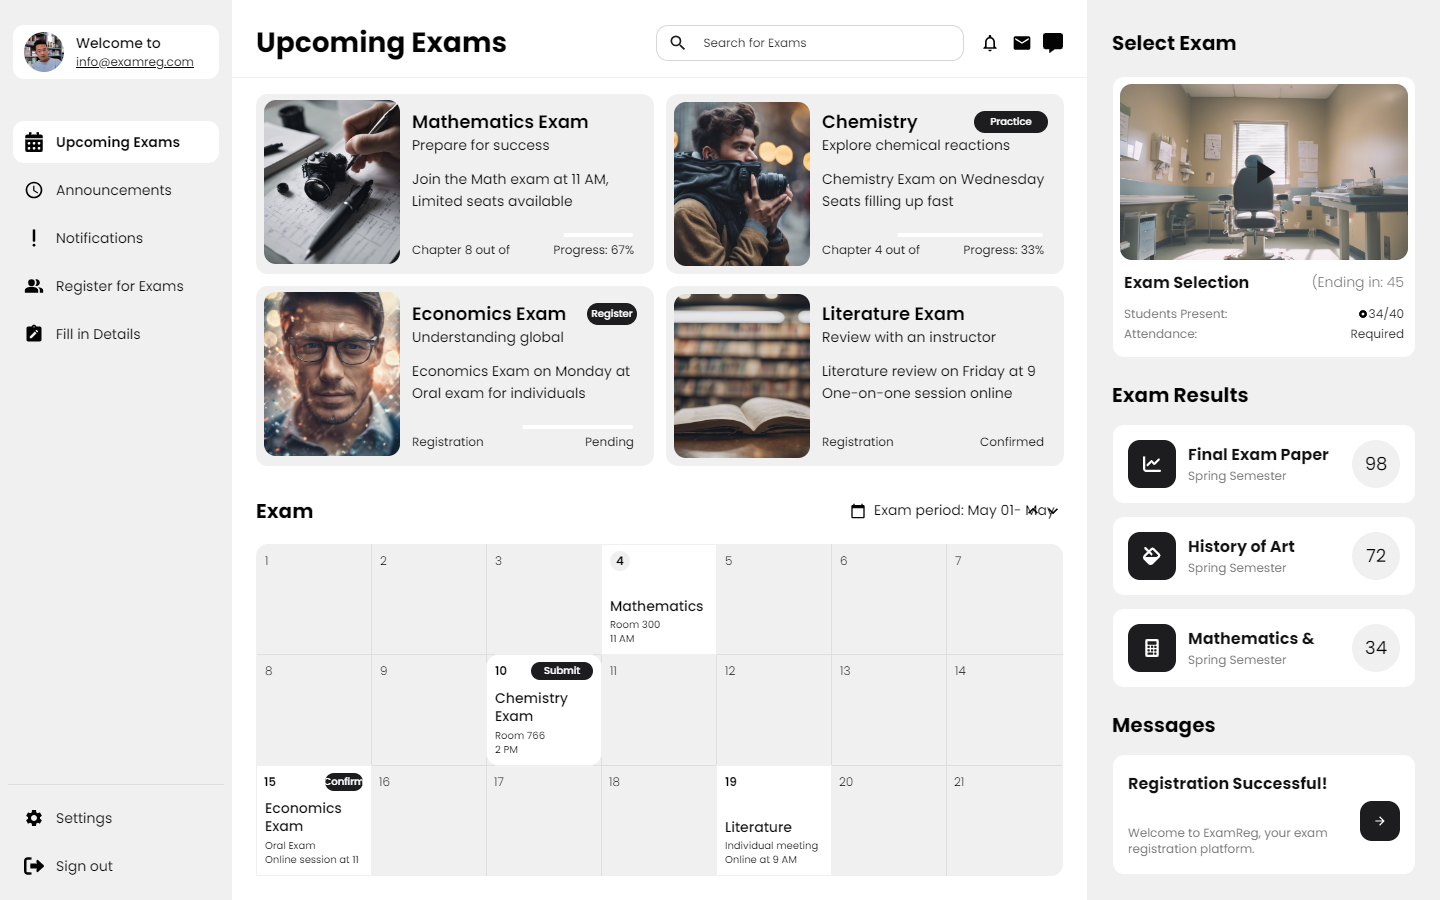 Welcome to
info@examreg.com
Upcoming Exams
Announcements
Notifications
Register for Exams
Fill in Details
Settings
Sign out
Upcoming Exams
Search for Exams
Mathematics Exam
Prepare for success
Join the Math exam at 11 AM,
Limited seats available
Chapter 8 out of
Progress: 67%
Chemistry
Practice
Explore chemical reactions
Chemistry Exam on Wednesday
Seats filling up fast
Chapter 4 out of
Progress: 33%
Economics Exam
Register
Understanding global
Economics Exam on Monday at
Oral exam for individuals
Registration
Pending
Literature Exam
Review with an instructor
Literature review on Friday at 9
One-on-one session online
Registration
Confirmed
Exam
Exam period: May 01- May
1
2
3
4
Mathematics
Room 300
11 AM
5
6
7
8
9
10
Submit
Chemistry
Exam
Room 766
2 PM
11
12
13
14
15
Confirm
Economics
Exam
Oral Exam
Online session at 11
16
17
18
19
Literature
Individual meeting
Online at 9 AM
20
21
Select Exam
Exam Selection
(Ending in: 45
Students Present:
34/40
Attendance:
Required
Exam Results
Final Exam Paper
Spring Semester
98
History of Art
Spring Semester
72
Mathematics &
Spring Semester
34
Messages
Registration Successful!
Welcome to ExamReg, your exam
registration platform.